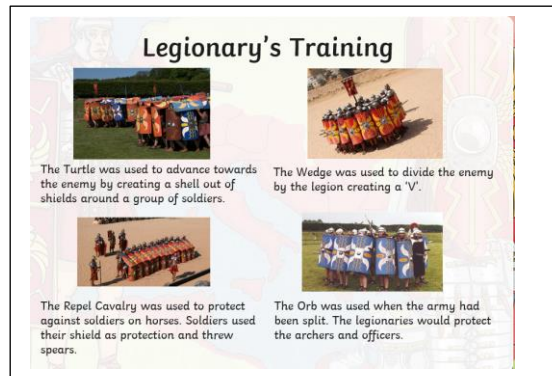 Legionary's Training
The Turtle was used to advance towards
the enemy by creating a shell out of
shields around a group of soldiers.
The Wedge was used to divide the enemy
by the legion creating a 'V'.
The Repel Cavalry was used to protect
against soldiers on horses. Soldiers used
their shield as protection and threw
spears.
The Orb was used when the army had
been split. The legionaries would protect
the archers and officers.